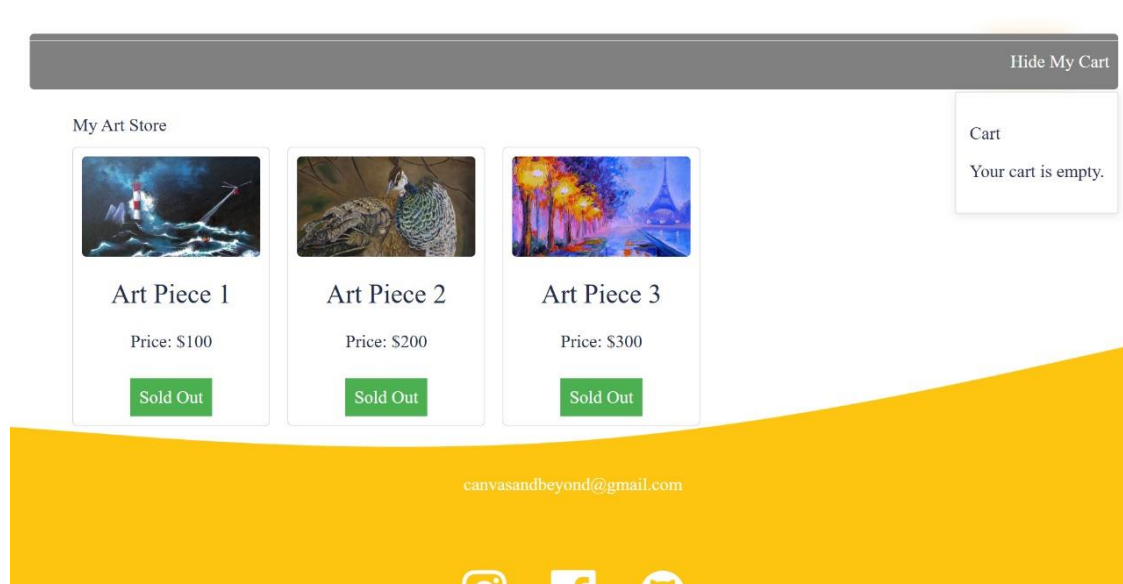 Hide My Cart
My Art Store
Cart
Your cart is empty.
Art Piece 1
Price: $100
Sold Out
Art Piece 2
Price: $200
Sold Out
Art Piece 3
Price: $300
Sold Out
canvasandbeyond@gmail.com